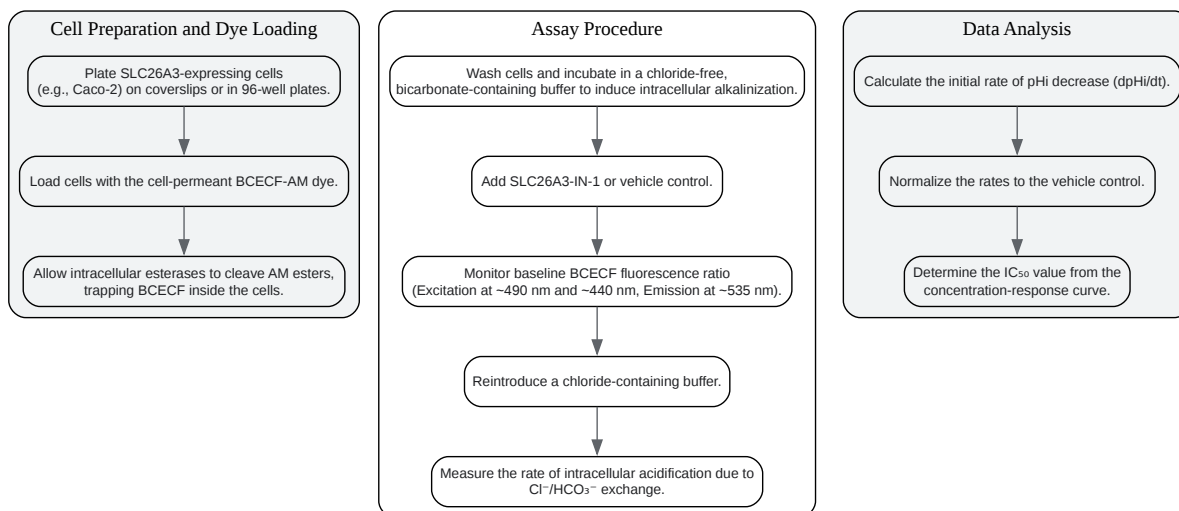 Cell Preparation and Dye Loading
Plate SLC26A3-expressing cells
(e.g., Caco-2) on coverslips or in 96-well plates.
Load cells with the cell-permeant BCECF-AM dye.
Allow intracellular esterases to cleave AM esters,
trapping BCECF inside the cells.
Assay Procedure
Wash cells and incubate in a chloride-free,
bicarbonate-containing buffer to induce intracellular alkalinization.
Add SLC26A3-IN-1 or vehicle control.
Monitor baseline BCECF fluorescence ratio
(Excitation at ~490 nm and ~440 nm, Emission at ~535 nm).
Reintroduce a chloride-containing buffer.
Measure the rate of intracellular acidification due to
Cl⁻/HCO₃⁻ exchange.
Data Analysis
Calculate the initial rate of pHi decrease (dpHi/dt).
Normalize the rates to the vehicle control.
Determine the IC₅₀ value from the
concentration-response curve.